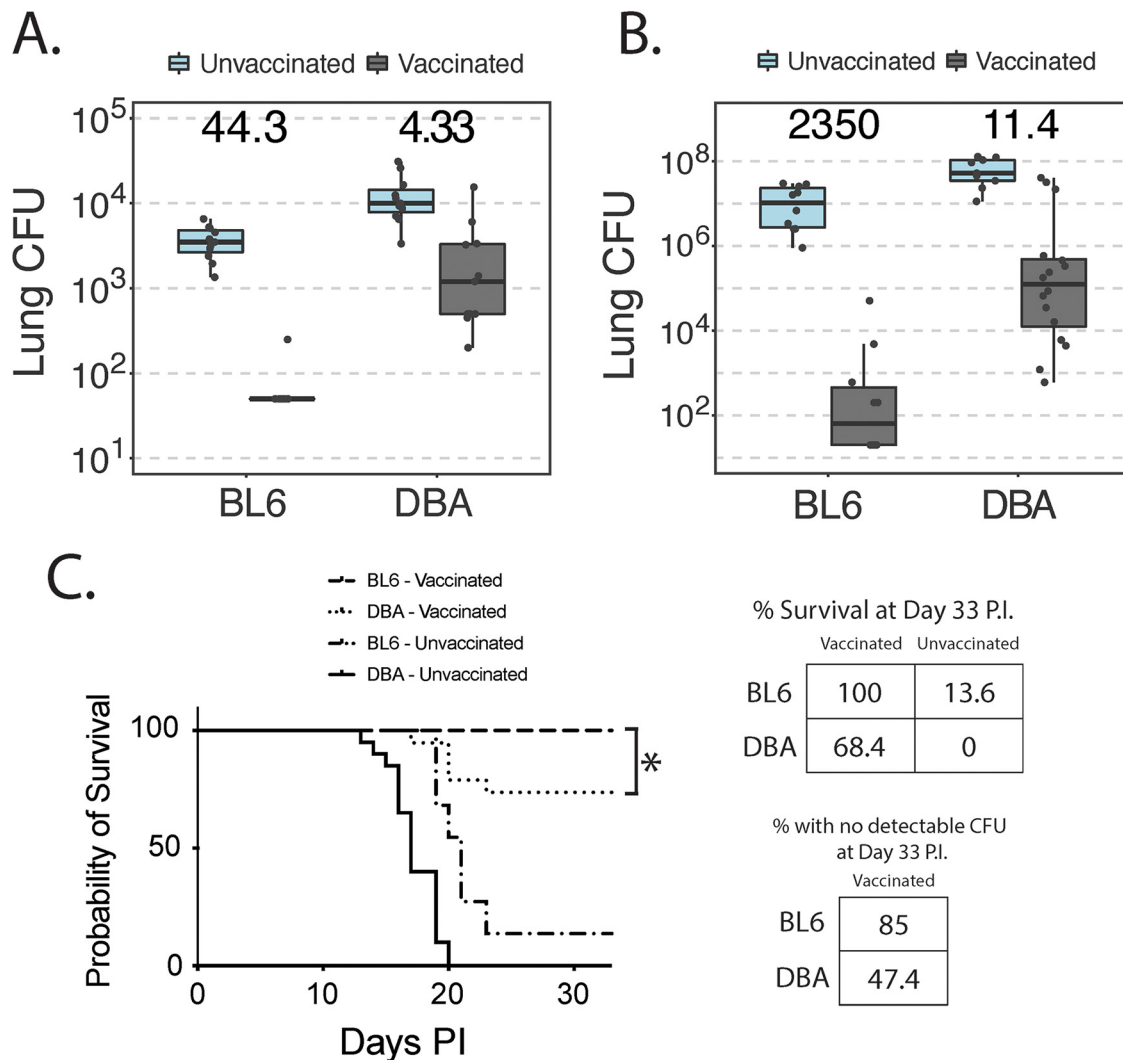 A.
Unvaccinated Vaccinated
44.3 4.33
10^5
10^4
10^3
10^2
10^1
Lung CFU
BL6 DBA
B.
Unvaccinated Vaccinated
2350 11.4
10^8
10^6
10^4
10^2
Lung CFU
BL6 DBA
C.
BL6 - Vaccinated
DBA - Vaccinated
BL6 - Unvaccinated
DBA - Unvaccinated
100
50
0
Probability of Survival
0 10 20 30
Days PI
*
% Survival at Day 33 P.I.
Vaccinated Unvaccinated
BL6 100 13.6
DBA 68.4 0
% with no detectable CFU
at Day 33 P.I.
Vaccinated
BL6 85
DBA 47.4